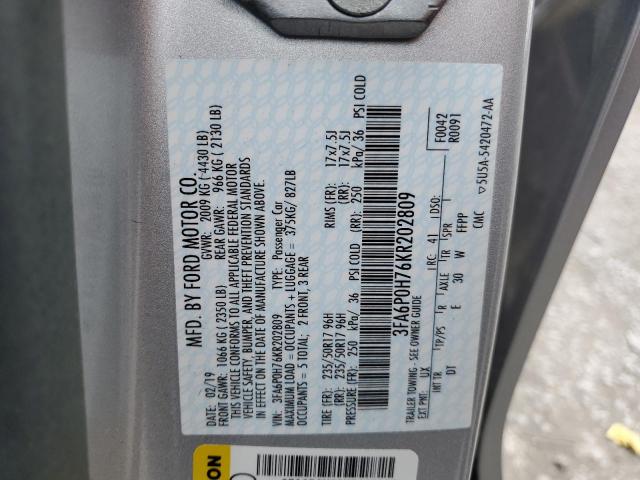 MFD. BY FORD MOTOR CO.
DATE: 02/19 GVWR: 2009 KG ( 4430 LB)
FRONT GAWR: 1066 KG ( 2350 LB) REAR GAWR: 966 KG ( 2130 LB)
THIS VEHICLE CONFORMS TO ALL APPLICABLE FEDERAL MOTOR
VEHICLE SAFETY, BUMPER, AND THEFT PREVENTION STANDARDS
IN EFFECT ON THE DATE OF MANUFACTURE SHOWN ABOVE.
VIN: 3FA6P0H76KR202809 TYPE: Passenger Car
MAXIMUM LOAD = OCCUPANTS + LUGGAGE = 375KG/ 827LB
OCCUPANTS = 5 TOTAL: 2 FRONT, 3 REAR
TIRE (FR): 235/50R17 96H RIMS (FR): 17x7.5J
TIRE (RR): 235/50R17 96H (RR): 17x7.5J
PRESSURE (FR): 250 kPa/ 36 PSI COLD (RR): 250 kPa/ 36 PSI COLD
3FA6P0H76KR202809
TRAILER TOWING - SEE OWNER GUIDE
EXT PNT: UX LRC: 41 DSO: F0042
R0091
INT TR TP/PS R AXLE TR SPR
DT E 30 W FFPP
CMC
5U5A-5420472-AA